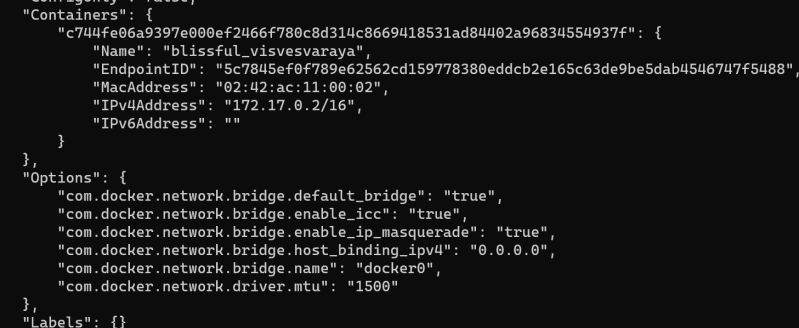 "Containers": {
"c744fe06a9397e000ef2466f780c8d314c8669418531ad84402a96834554937f": {
"Name": "blissful_visvesvaraya",
"EndpointID": "5c7845ef0f789e62562cd159778380eddcb2e165c63de9be5dab4546747f5488",
"MacAddress": "02:42:ac:11:00:02",
"IPv4Address": "172.17.0.2/16",
"IPv6Address": ""
}
},
"Options": {
"com.docker.network.bridge.default_bridge": "true",
"com.docker.network.bridge.enable_icc": "true",
"com.docker.network.bridge.enable_ip_masquerade": "true",
"com.docker.network.bridge.host_binding_ipv4": "0.0.0.0",
"com.docker.network.bridge.name": "docker0",
"com.docker.network.driver.mtu": "1500"
},
"Labels": {}